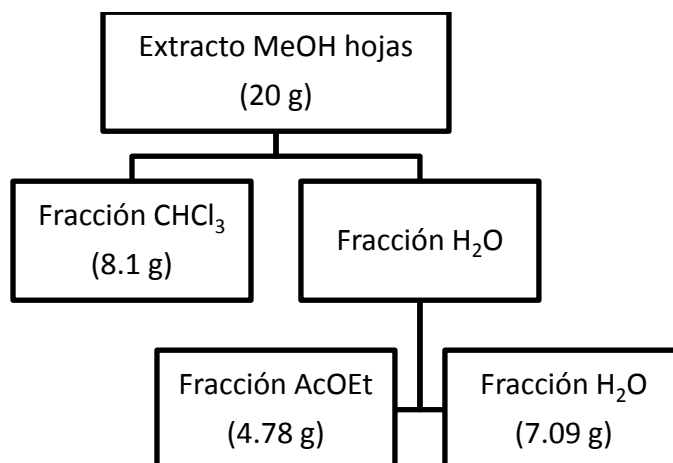 Extracto MeOH hojas
(20 g)
Fracción CHCl₃
(8.1 g)
Fracción H₂O
Fracción AcOEt
(4.78 g)
Fracción H₂O
(7.09 g)